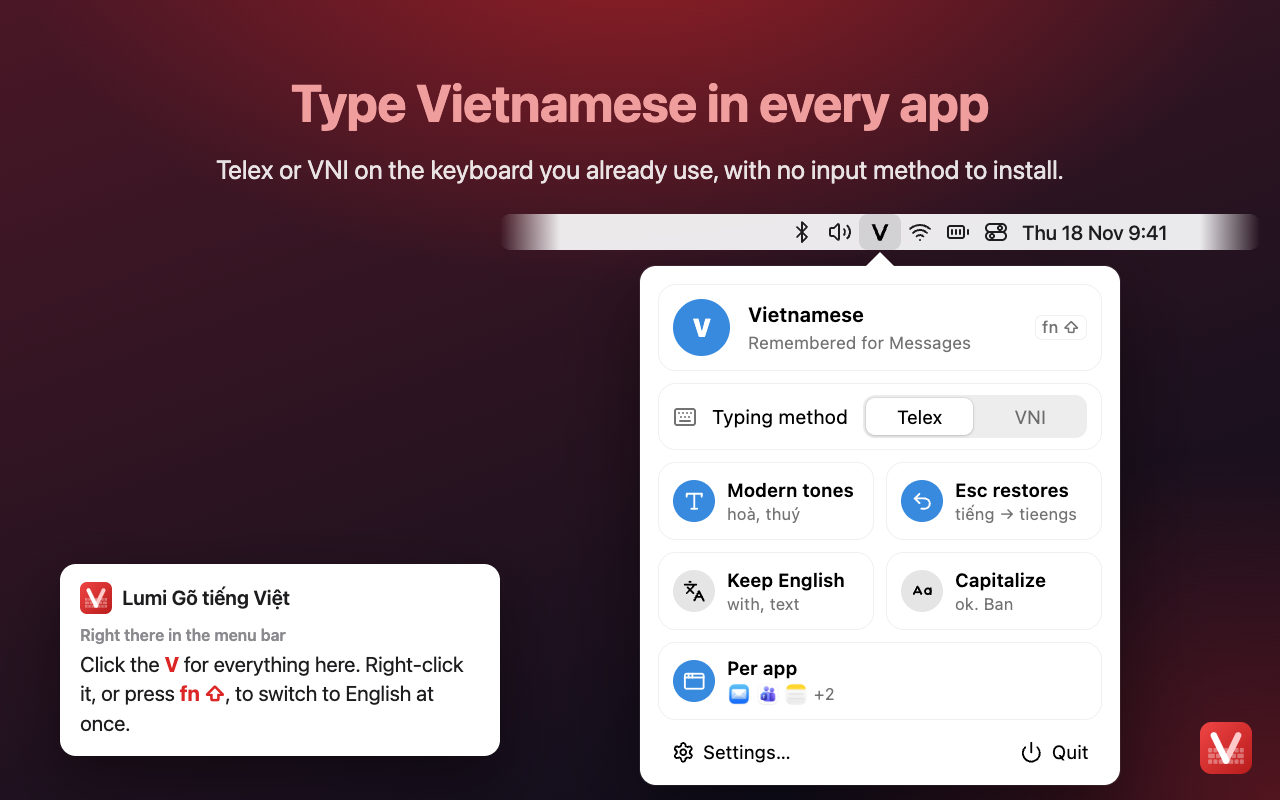 Type Vietnamese in every app
Telex or VNI on the keyboard you already use, with no input method to install.
V
Thu 18 Nov 9:41
V
Vietnamese
Remembered for Messages
fn ⇧
Typing method
Telex
VNI
Modern tones
hoà, thuý
Esc restores
tiếng → tieengs
Keep English
with, text
Aa
Capitalize
ok. Ban
Per app
+2
Settings...
Quit
Lumi Gõ tiếng Việt
Right there in the menu bar
Click the V for everything here. Right-click
it, or press fn ⇧, to switch to English at
once.